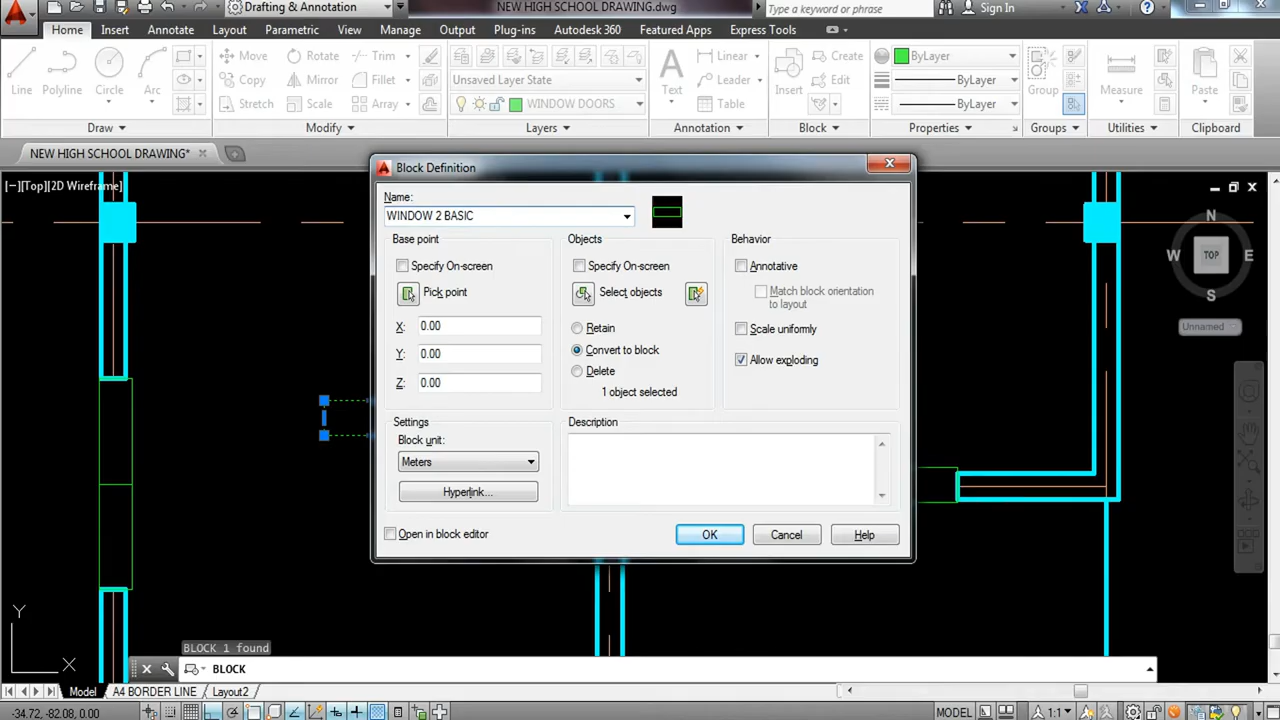 Drafting & Annotation
NEW HIGH SCHOOL DRAWING.dwg
Type a keyword or phrase
Sign In
Home
Insert
Annotate
Layout
Parametric
View
Manage
Output
Plug-ins
Autodesk 360
Featured Apps
Express Tools
Line
Polyline
Circle
Arc
Move
Rotate
Trim
Copy
Mirror
Fillet
Stretch
Scale
Array
Unsaved Layer State
WINDOW DOORS
Text
Linear
Leader
Table
Insert
Create
Edit
ByLayer
ByLayer
ByLayer
Group
Measure
Paste
Draw
Modify
Layers
Annotation
Block
Properties
Groups
Utilities
Clipboard
NEW HIGH SCHOOL DRAWING*
[−][Top][2D Wireframe]
Block Definition
Name:
WINDOW 2 BASIC
Base point
Specify On-screen
Pick point
X: 0.00
Y: 0.00
Z: 0.00
Objects
Specify On-screen
Select objects
Retain
Convert to block
Delete
1 object selected
Behavior
Annotative
Match block orientation
to layout
Scale uniformly
Allow exploding
Settings
Block unit:
Meters
Hyperlink...
Description
Open in block editor
OK
Cancel
Help
N
W
TOP
E
S
Unnamed
Y
X
BLOCK 1 found
BLOCK
Model
A4 BORDER LINE
Layout2
-34.72, -82.08, 0.00
MODEL
1:1